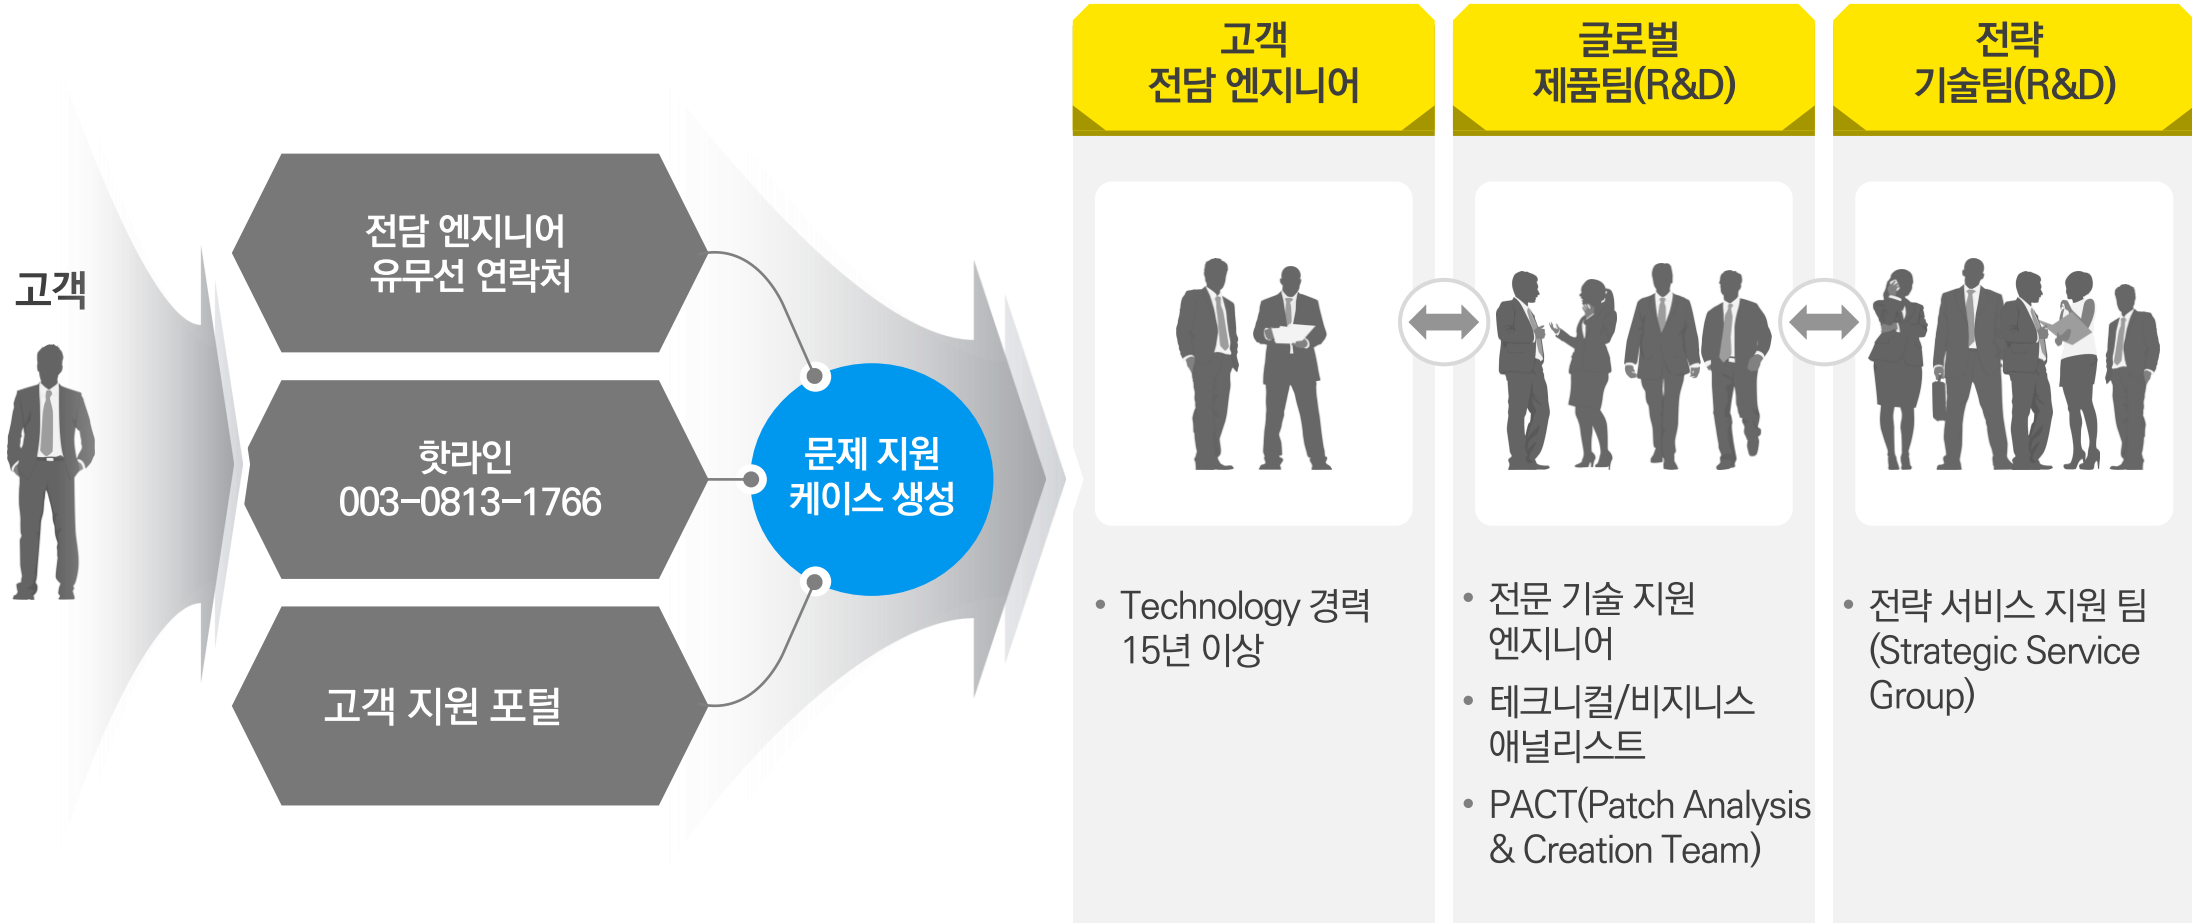 고객
전담 엔지니어
유무선 연락처
핫라인
003-0813-1766
고객 지원 포털
문제 지원
케이스 생성
고객
전담 엔지니어
• Technology 경력
15년 이상
글로벌
제품팀(R&D)
• 전문 기술 지원
엔지니어
• 테크니컬/비지니스
애널리스트
• PACT(Patch Analysis
& Creation Team)
전략
기술팀(R&D)
• 전략 서비스 지원 팀
(Strategic Service
Group)